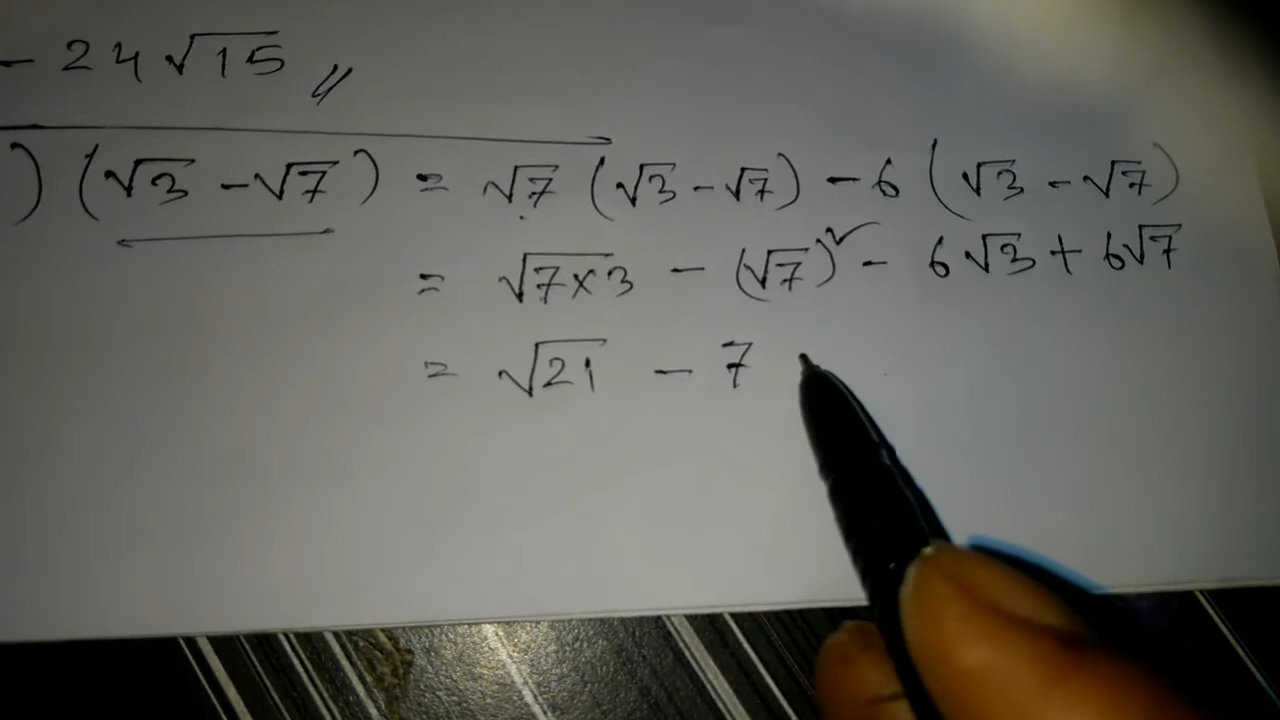 - 24√15 //
) (√3 - √7) = √7 (√3 - √7) - 6 (√3 - √7)
= √7×3 - (√7)² - 6√3 + 6√7
= √21 - 7